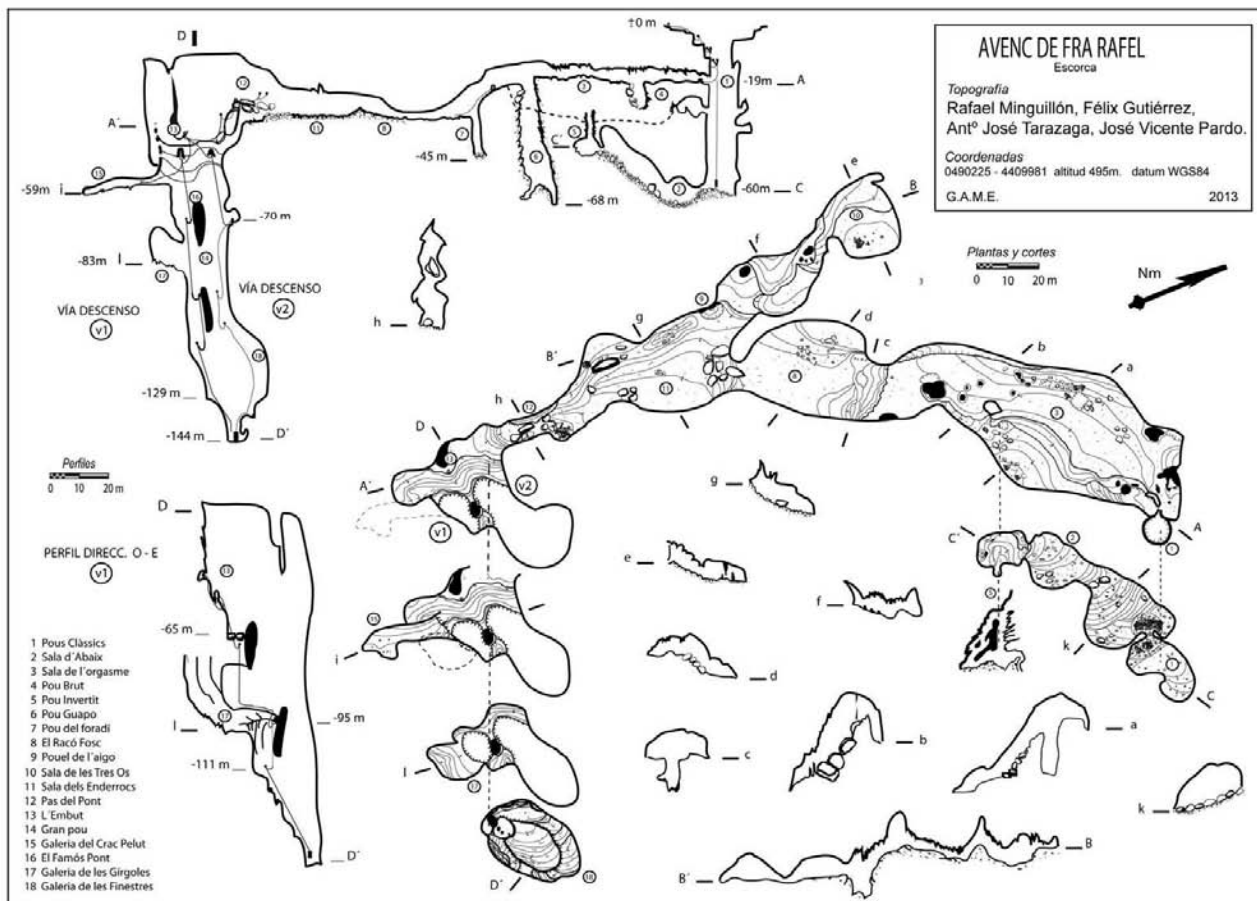 AVENC DE FRA RAFEL
Escorca
Topografía
Rafael Minguillón, Félix Gutiérrez,
Antº José Tarazaga, José Vicente Pardo.
Coordenadas
0490225 - 4409981 altitud 495m. datum WGS84
G.A.M.E. 2013
D
±0 m
-19m A
A´
C´
-45 m
-59m i
-60m C
-68 m
-70 m
-83m l
VÍA DESCENSO
v1
VÍA DESCENSO
v2
-129 m
-144 m D´
h
Perfiles
0 10 20 m
Plantas y cortes
0 10 20 m
Nm
e
B
f
d
c
b
a
g
B´
h
D
A´
v2
v1
A
C´
k
C
i
l
D´
g
e
f
d
c
b
a
k
B´
B
D
PERFIL DIRECC. O - E
v1
-65 m
-95 m
l
-111 m
D´
1 Pous Clàssics
2 Sala d´Abaix
3 Sala de l´orgasme
4 Pou Brut
5 Pou Invertit
6 Pou Guapo
7 Pou del foradí
8 El Racó Fosc
9 Pouel de l´aigo
10 Sala de les Tres Os
11 Sala dels Enderrocs
12 Pas del Pont
13 L´Embut
14 Gran pou
15 Galeria del Crac Pelut
16 El Famós Pont
17 Galeria de les Gírgoles
18 Galeria de les Finestres